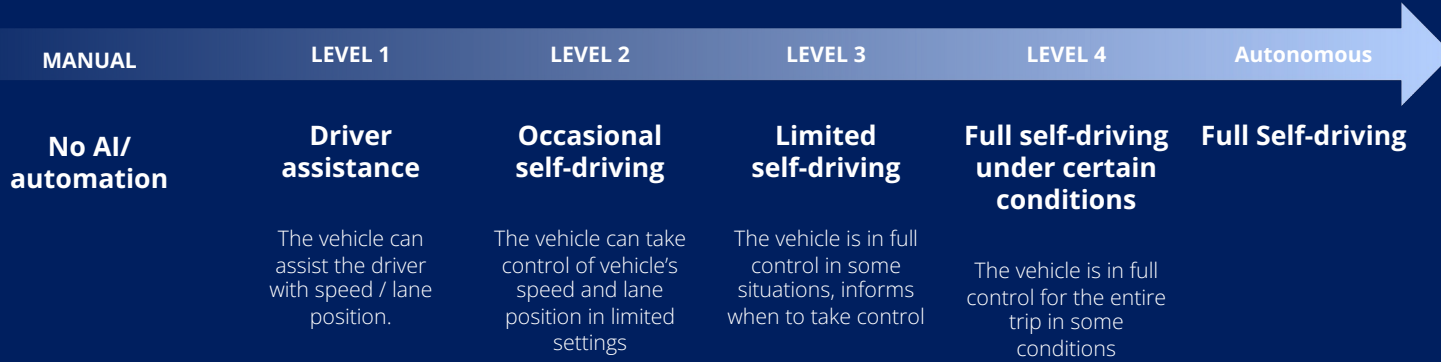 MANUAL
LEVEL 1
LEVEL 2
LEVEL 3
LEVEL 4
Autonomous
No AI/
automation
Driver
assistance
The vehicle can
assist the driver
with speed / lane
position.
Occasional
self-driving
The vehicle can take
control of vehicle’s
speed and lane
position in limited
settings
Limited
self-driving
The vehicle is in full
control in some
situations, informs
when to take control
Full self-driving
under certain
conditions
The vehicle is in full
control for the entire
trip in some
conditions
Full Self-driving